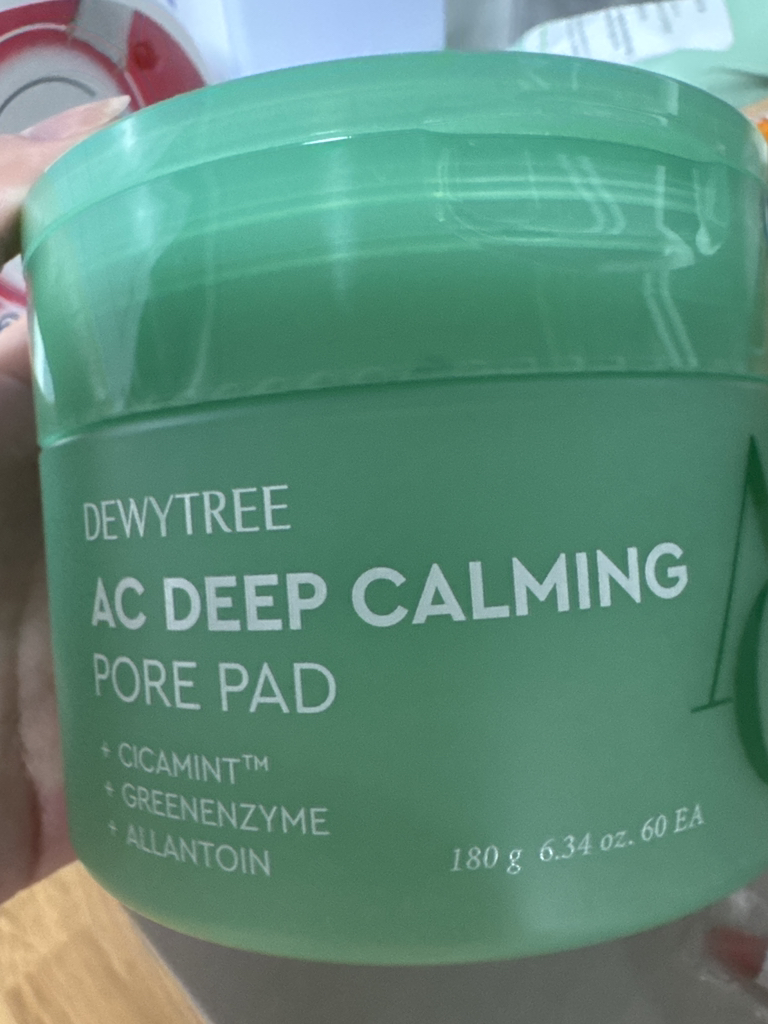 DEWYTREE
AC DEEP CALMING
PORE PAD
+ CICAMINT™
+ GREENENZYME
+ ALLANTOIN
180 g 6.34 oz. 60 EA